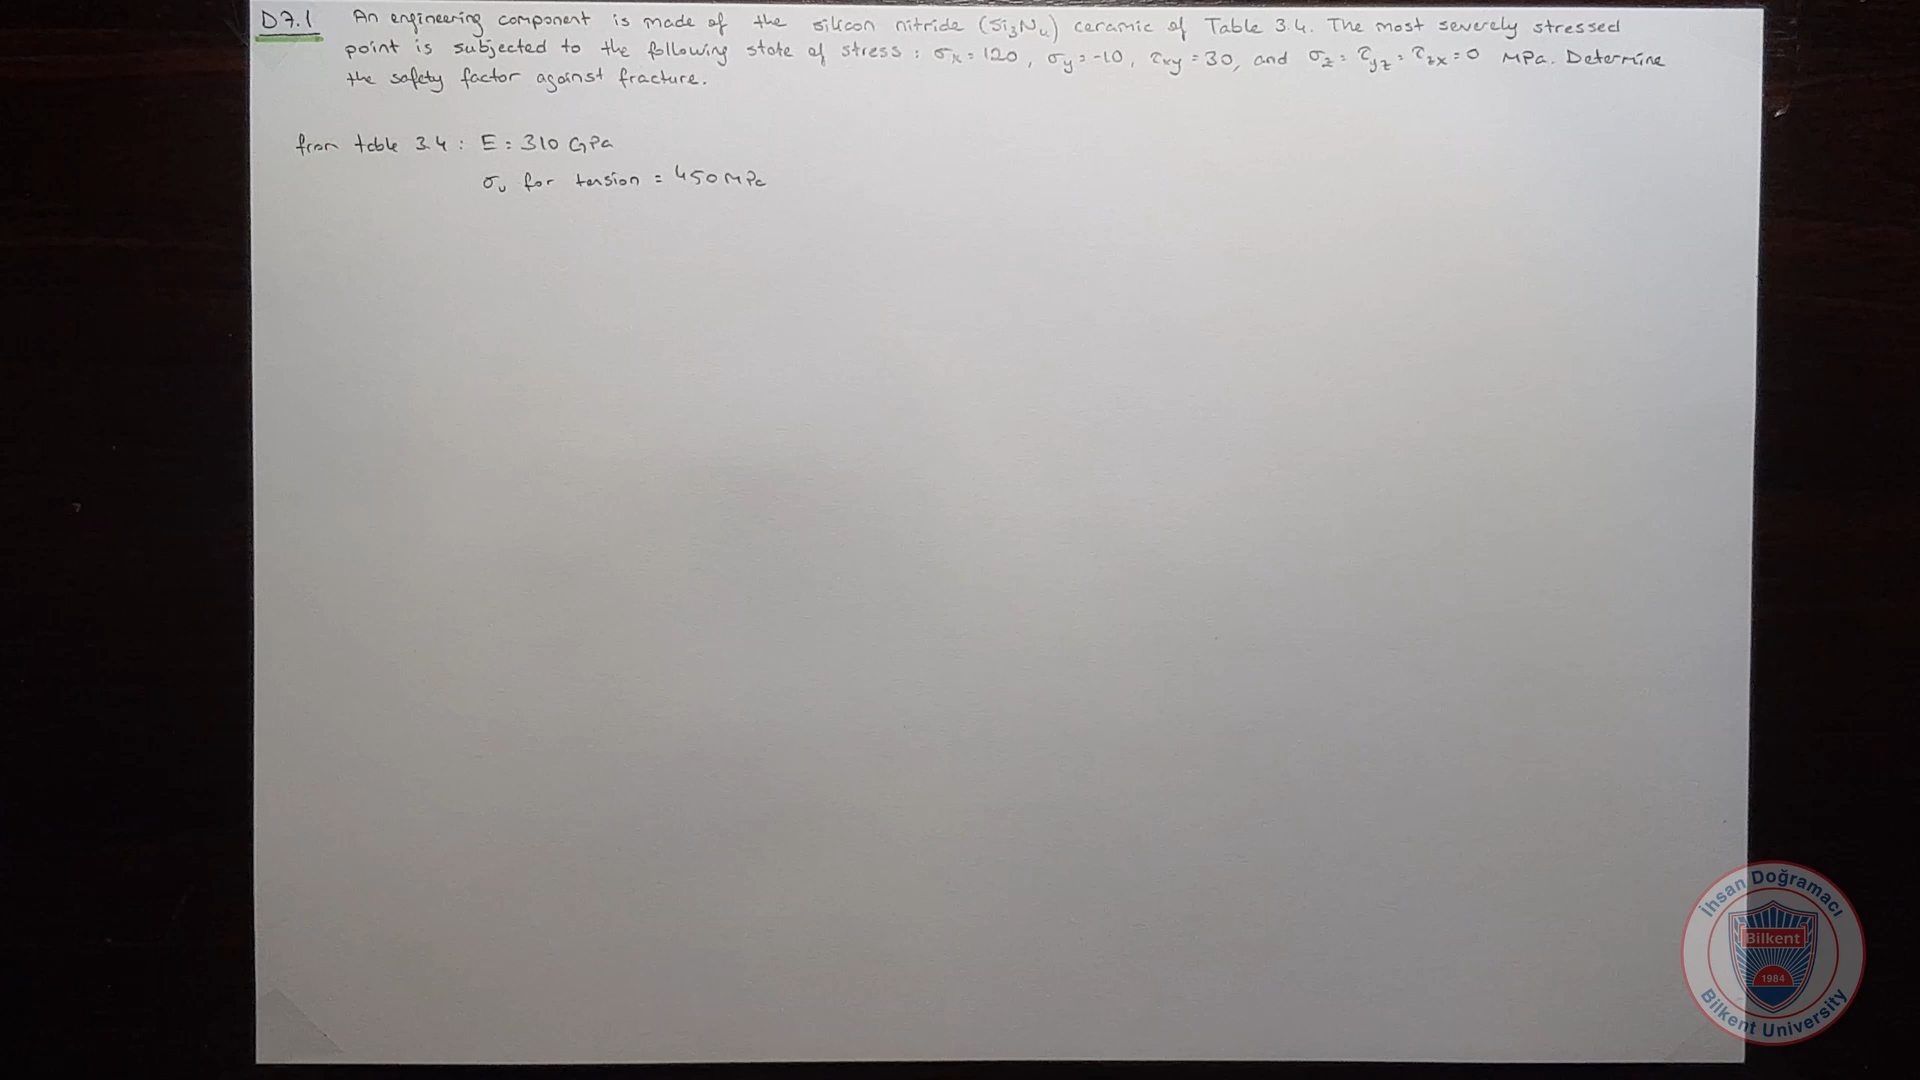 D7.1 An engineering component is made of the silicon nitride (Si₃N₄) ceramic of Table 3.4. The most severely stressed
point is subjected to the following state of stress : σx = 120 , σy = -10 , τxy = 30, and σz = τyz = τzx = 0 MPa. Determine
the safety factor against fracture.
from table 3.4 : E = 310 GPa
σu for tension = 450 MPa
İhsan Doğramacı
Bilkent
1984
Bilkent University